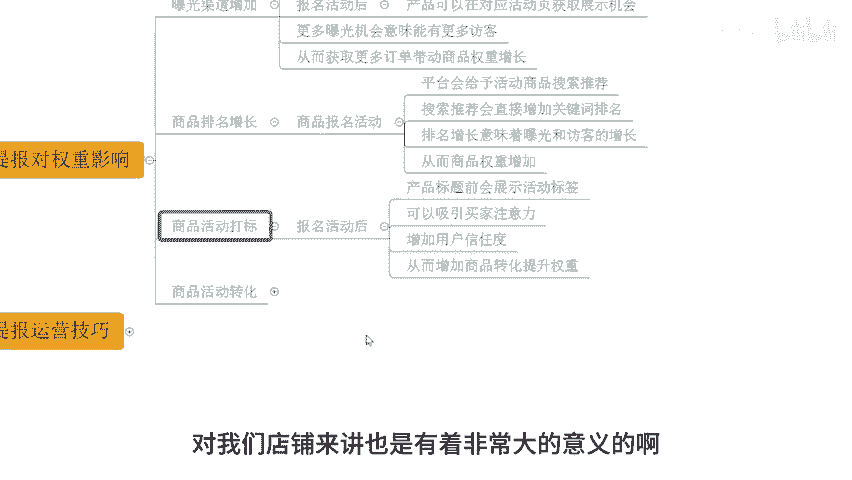 曝光渠道增加 报名活动后 产品可以在对应活动页获取展示机会
更多曝光机会意味能有更多访客
从而获取更多订单带动商品权重增长
平台会给予活动商品搜索推荐
商品排名增长 商品报名活动 搜索推荐会直接增加关键词排名
排名增长意味着曝光和访客的增长
从而商品权重增加
提报对权重影响
产品标题前会展示活动标签
可以吸引买家注意力
商品活动打标 报名活动后
增加用户信任度
从而增加商品转化提升权重
商品活动转化
提报运营技巧
对我们店铺来讲也是有着非常大的意义的啊